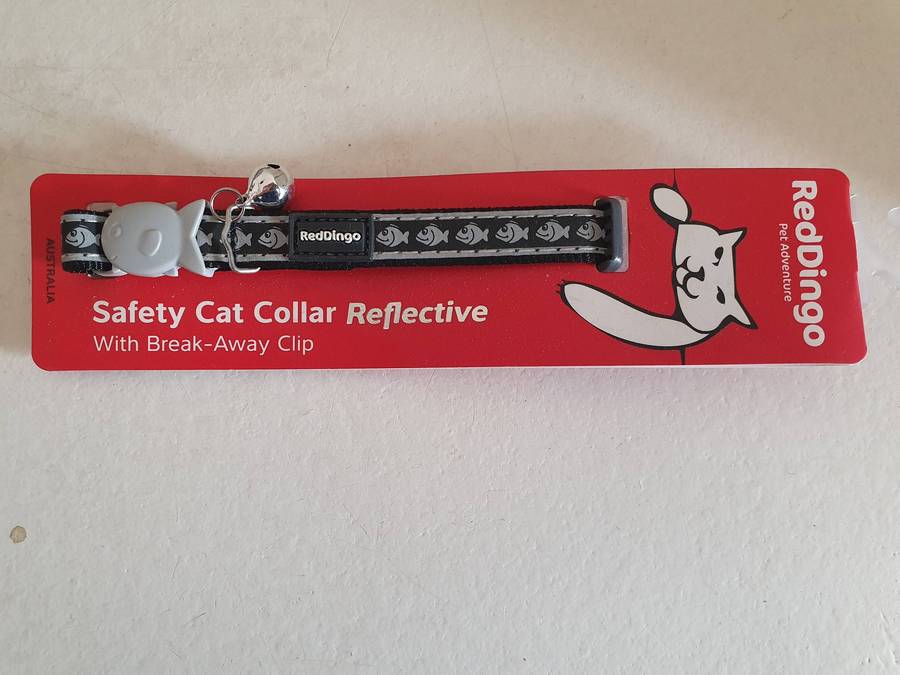 RedDingo
Safety Cat Collar Reflective
With Break-Away Clip
AUSTRALIA
RedDingo
Pet Adventure